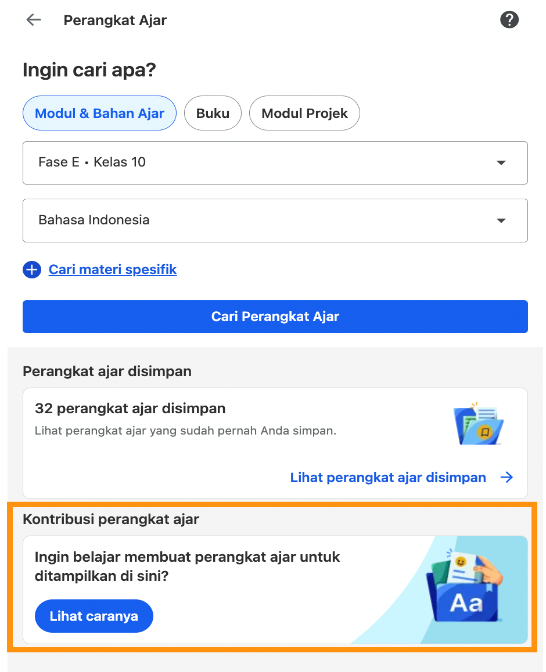 Perangkat Ajar
?
Ingin cari apa?
Modul & Bahan Ajar
Buku
Modul Projek
Fase E • Kelas 10
Bahasa Indonesia
Cari materi spesifik
Cari Perangkat Ajar
Perangkat ajar disimpan
32 perangkat ajar disimpan
Lihat perangkat ajar yang sudah pernah Anda simpan.
Lihat perangkat ajar disimpan
Kontribusi perangkat ajar
Ingin belajar membuat perangkat ajar untuk
ditampilkan di sini?
Lihat caranya
Aa